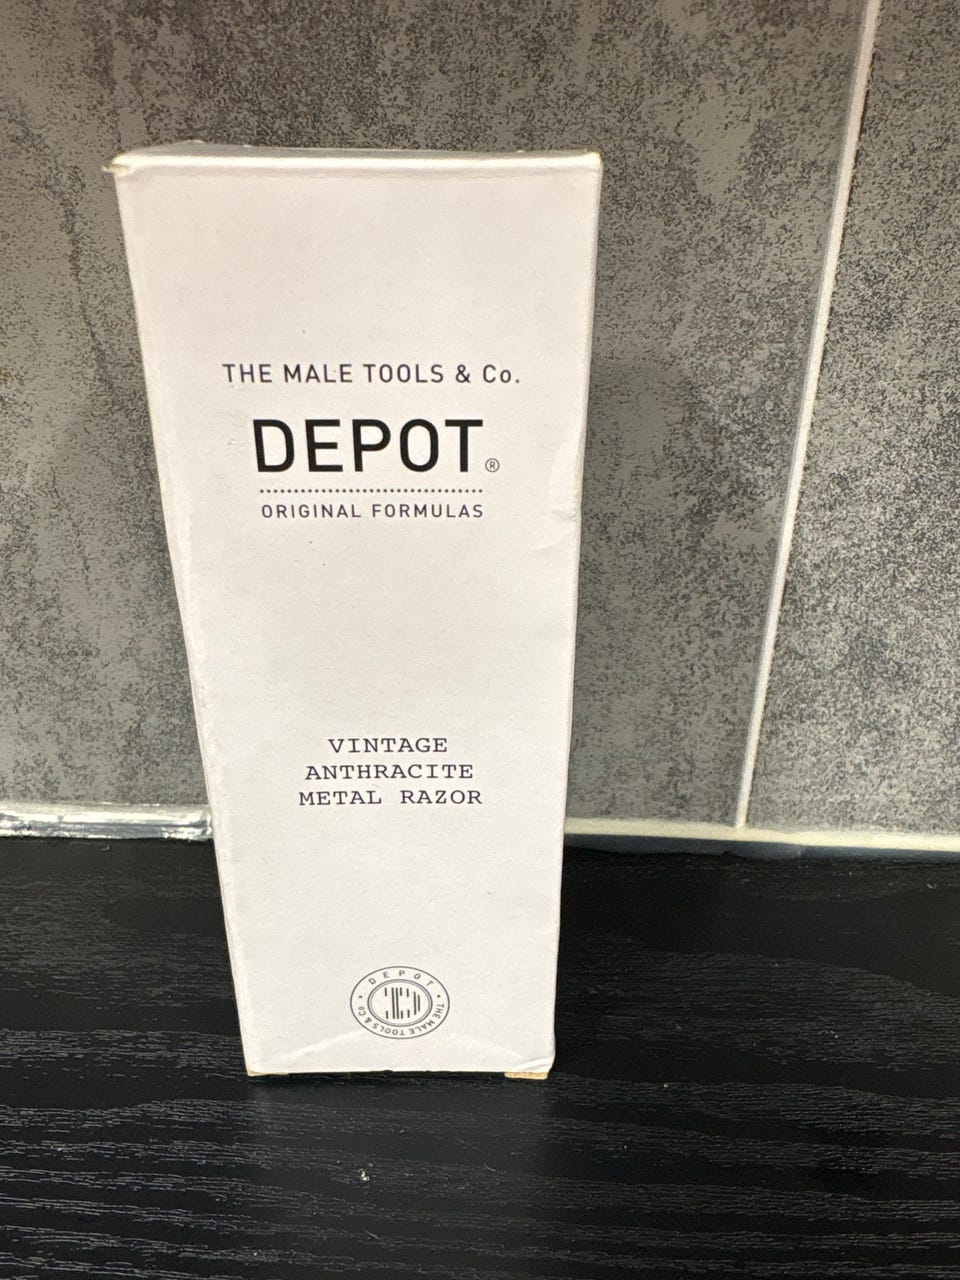 THE MALE TOOLS & Co.
DEPOT®
ORIGINAL FORMULAS
VINTAGE
ANTHRACITE
METAL RAZOR
DEPOT • THE MALE TOOLS & CO •